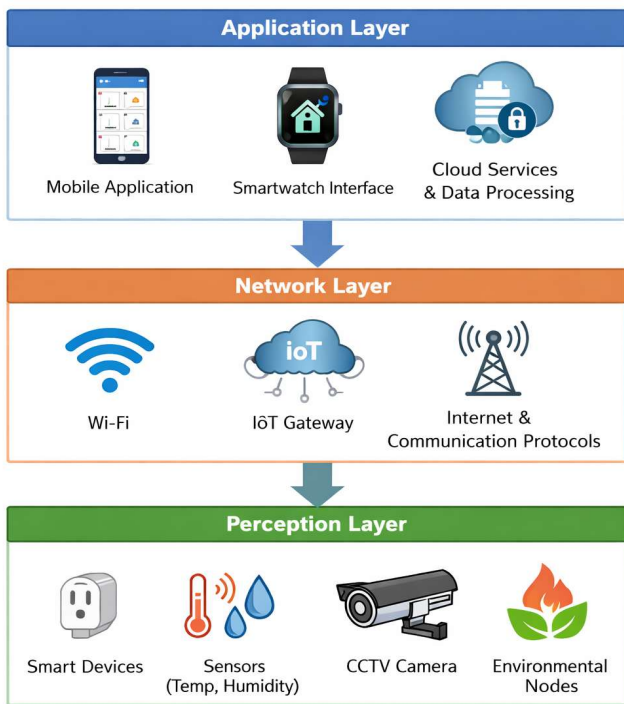 Application Layer
Mobile Application
Smartwatch Interface
Cloud Services
& Data Processing
Network Layer
ioT
Wi-Fi
IöT Gateway
Internet &
Communication Protocols
Perception Layer
Smart Devices
Sensors
(Temp, Humidity)
CCTV Camera
Environmental
Nodes